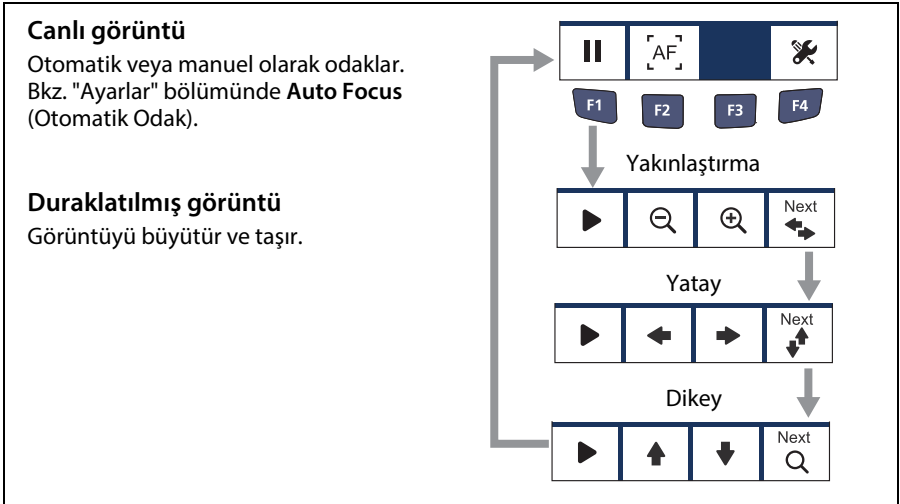 Canlı görüntü
Otomatik veya manuel olarak odaklar.
Bkz. "Ayarlar" bölümünde Auto Focus
(Otomatik Odak).
Duraklatılmış görüntü
Görüntüyü büyütür ve taşır.
AF
F1 F2 F3 F4
Yakınlaştırma
Next
Yatay
Next
Dikey
Next